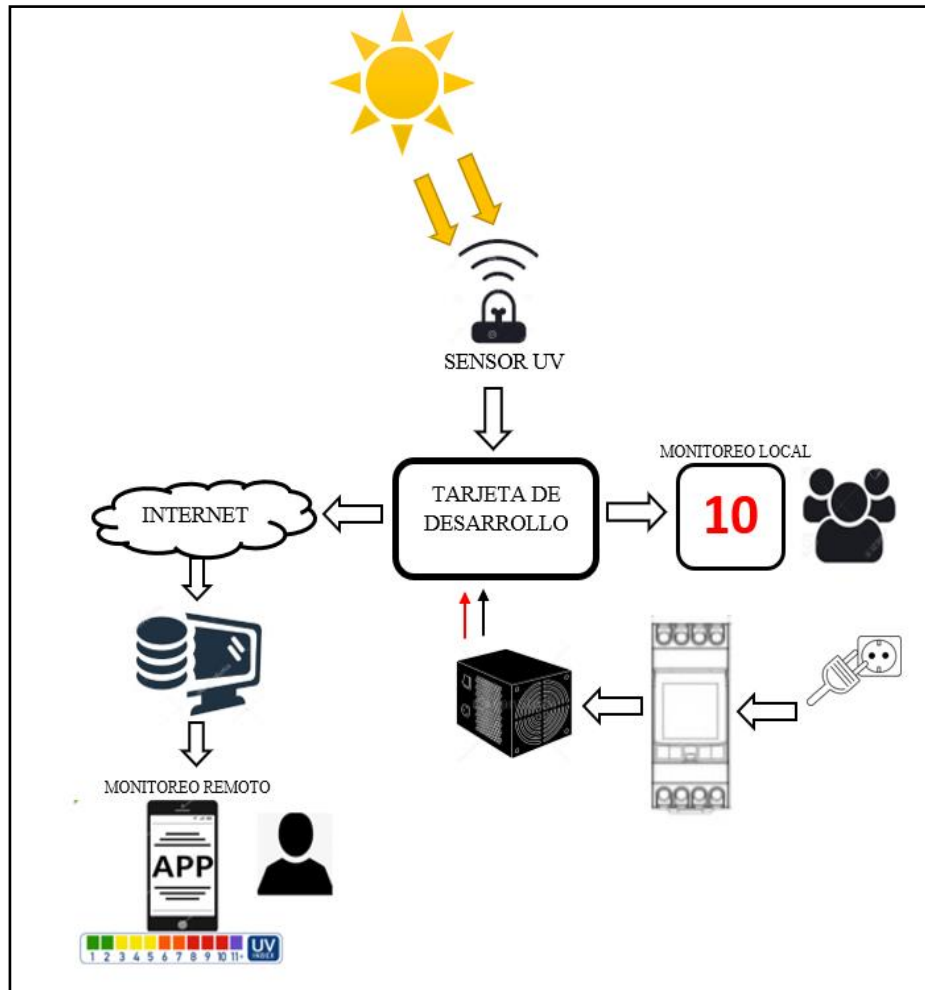 SENSOR UV
MONITOREO LOCAL
TARJETA DE
DESARROLLO
10
INTERNET
MONITOREO REMOTO
APP
1 2 3 4 5 6 7 8 9 10 11+
UV
INDEX